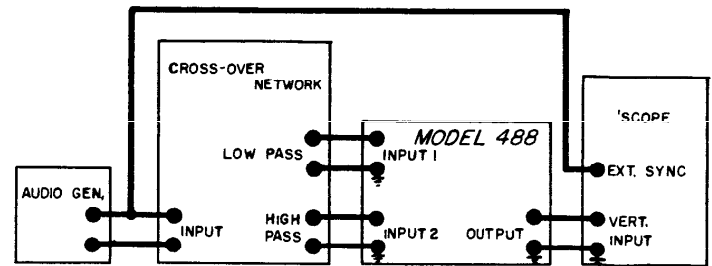 CROSS-OVER
NETWORK
'SCOPE
MODEL 488
LOW PASS
INPUT 1
EXT. SYNC
AUDIO GEN.
INPUT
HIGH
PASS
INPUT 2
OUTPUT
VERT.
INPUT